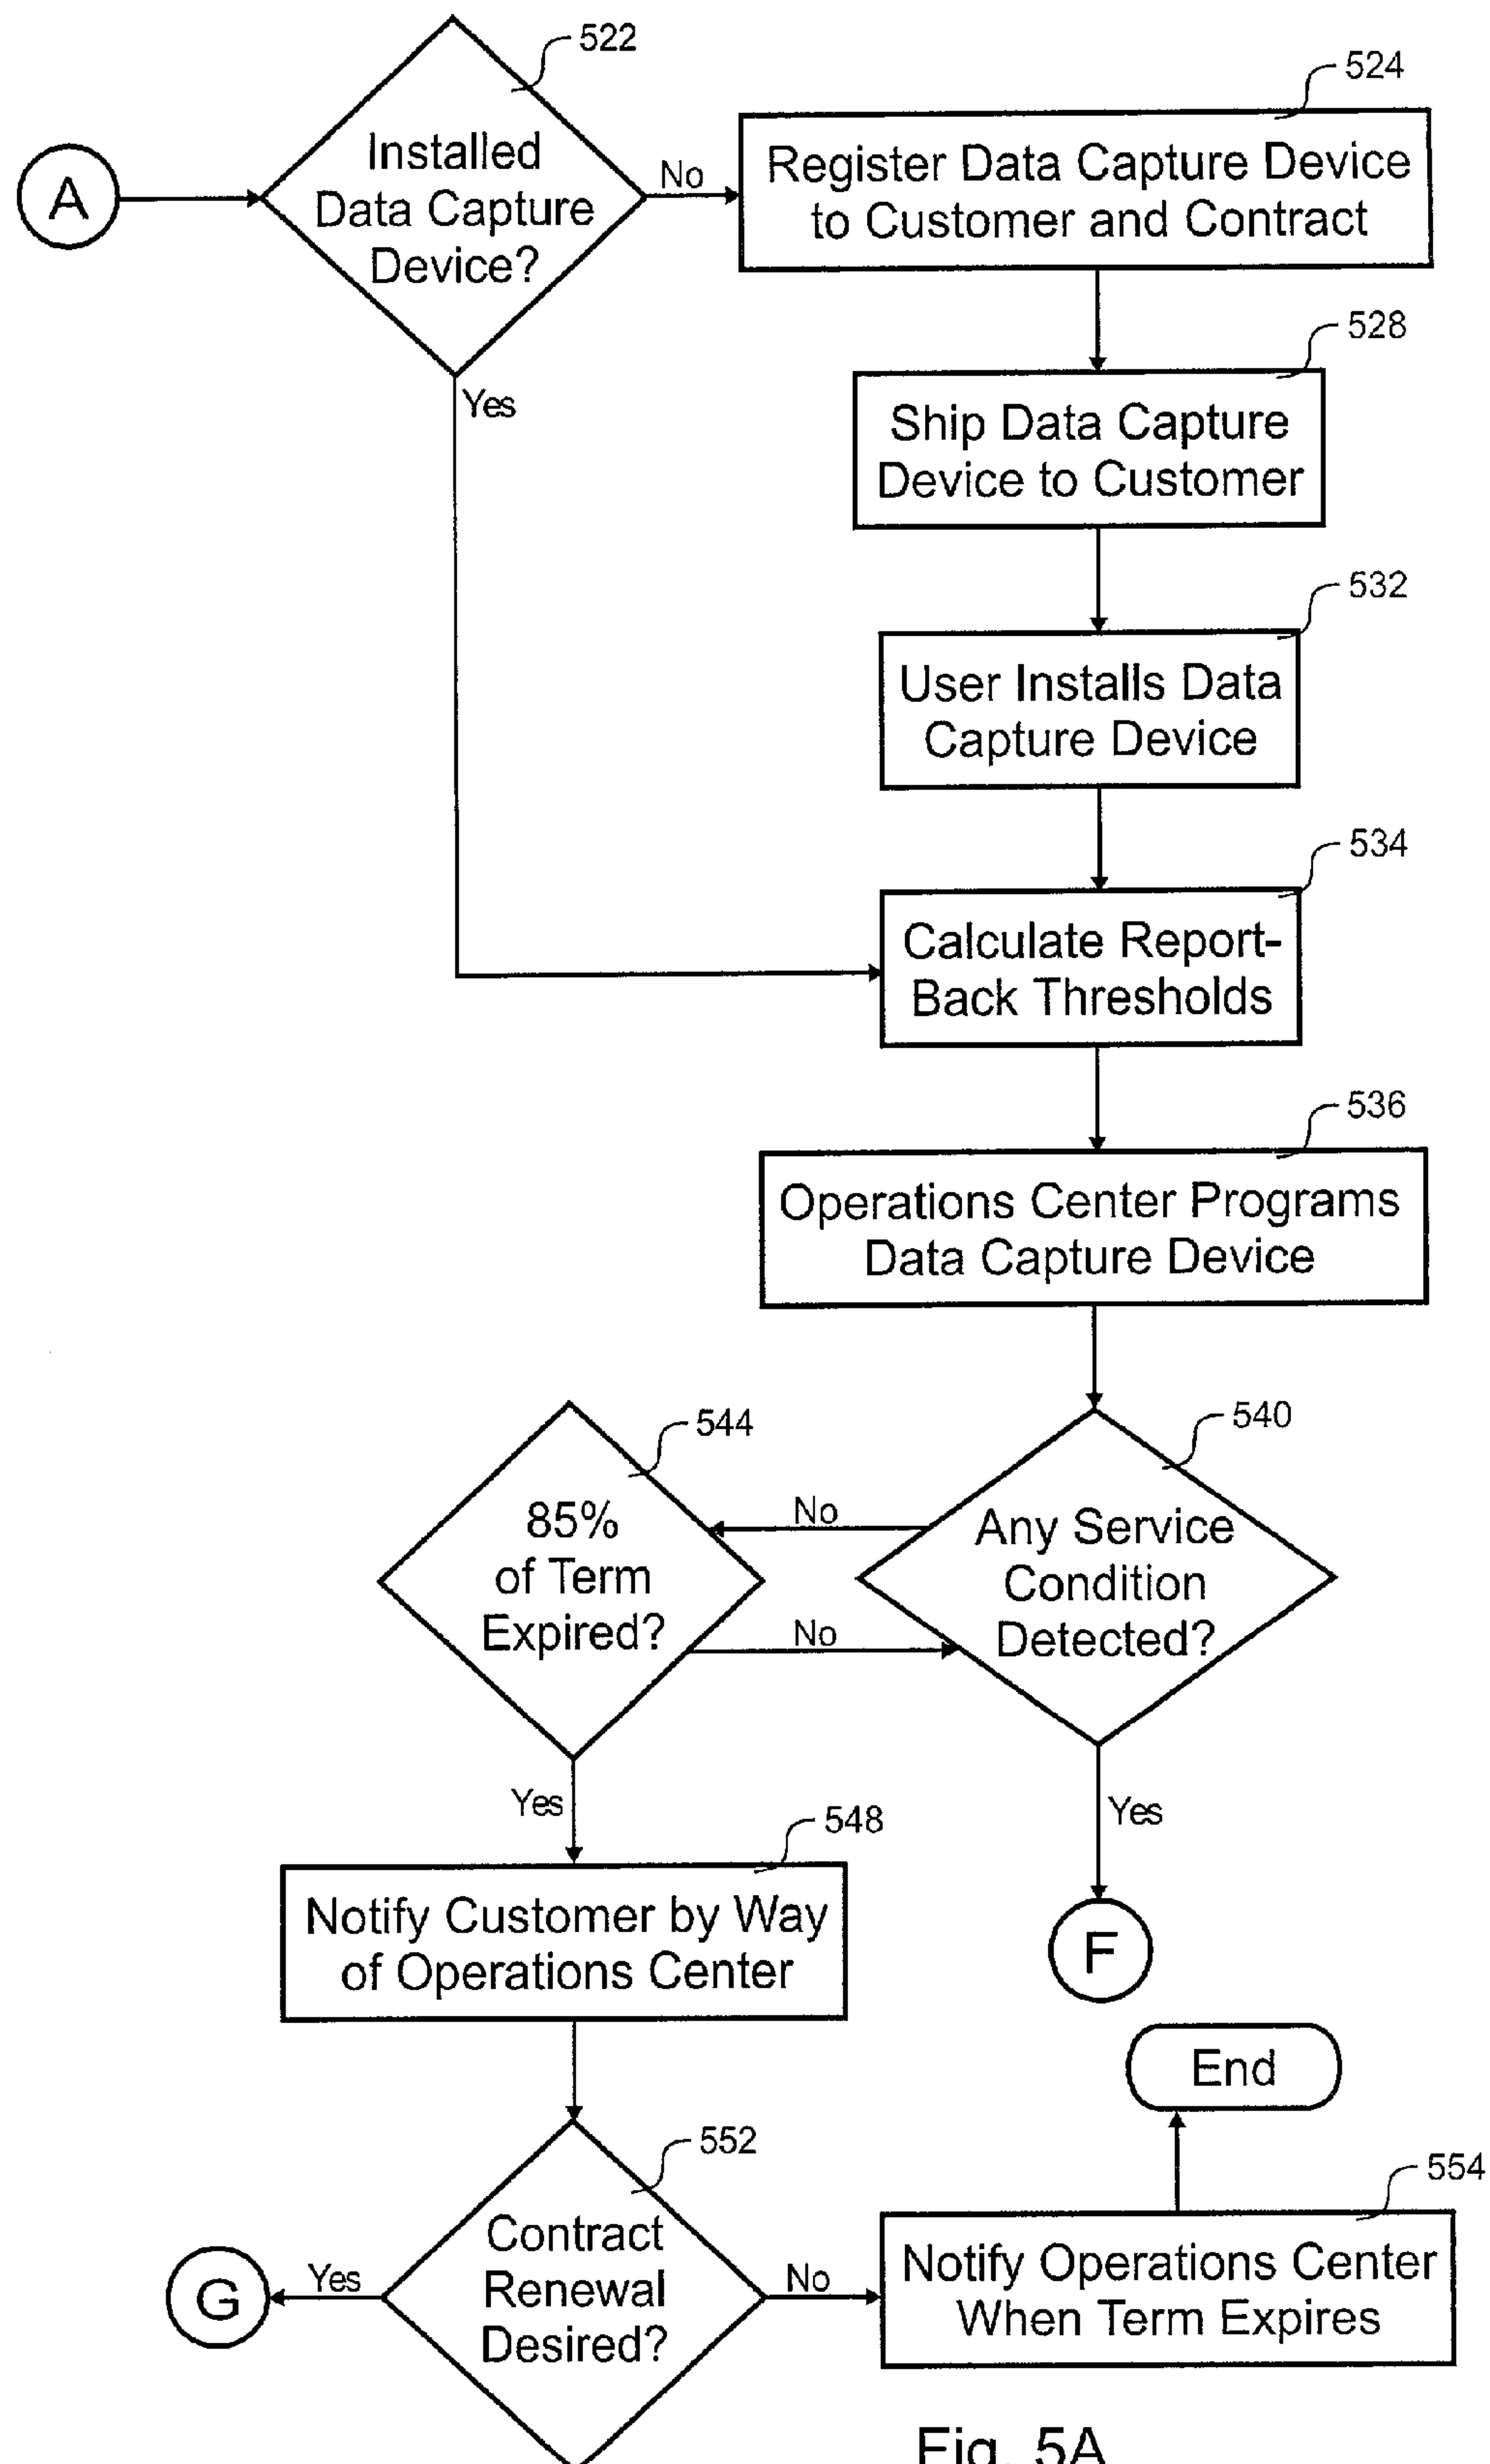 522
524
A
Installed
Data Capture
Device?
No
Register Data Capture Device
to Customer and Contract
528
Yes
Ship Data Capture
Device to Customer
532
User Installs Data
Capture Device
534
Calculate Report-
Back Thresholds
536
Operations Center Programs
Data Capture Device
544
540
85%
of Term
Expired?
No
No
Any Service
Condition
Detected?
Yes
Yes
548
Notify Customer by Way
of Operations Center
F
End
552
554
Contract
Renewal
Desired?
G
Yes
No
Notify Operations Center
When Term Expires
Fig. 5A